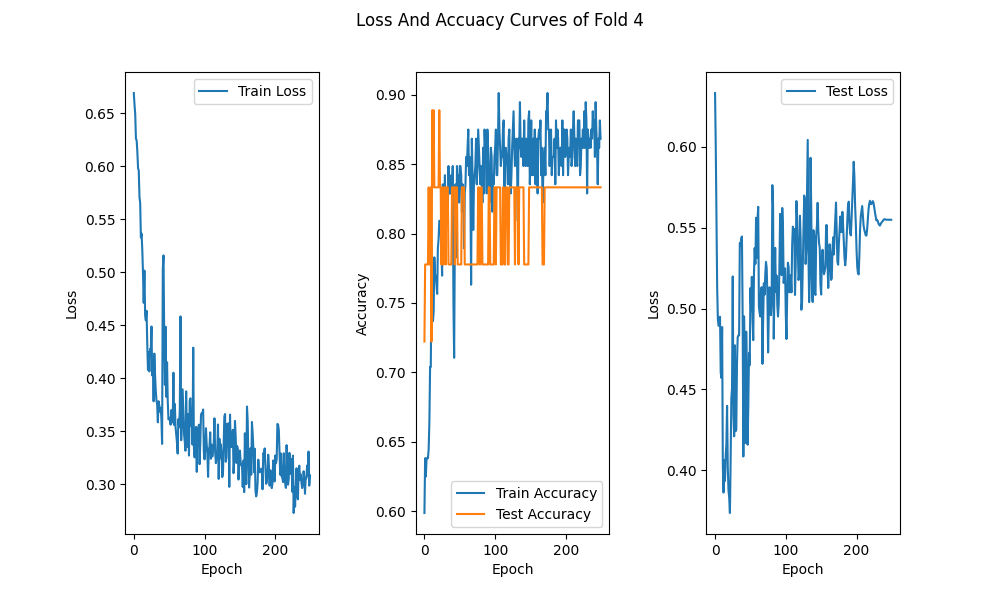 Loss And Accuacy Curves of Fold 4
Loss
0.65
0.60
0.55
0.50
0.45
0.40
0.35
0.30
0
100
200
Epoch
Train Loss
Accuracy
0.90
0.85
0.80
0.75
0.70
0.65
0.60
0
100
200
Epoch
Train Accuracy
Test Accuracy
Loss
0.60
0.55
0.50
0.45
0.40
0
100
200
Epoch
Test Loss